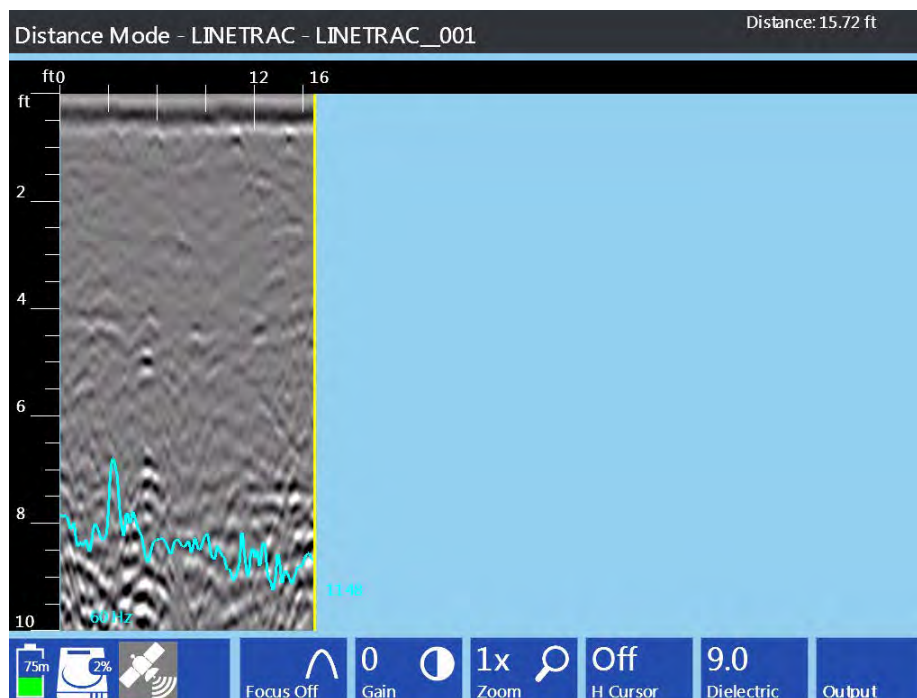 Distance Mode - LINETRAC - LINETRAC__001
Distance: 15.72 ft
ft0 12 16
ft
2
4
6
8
10
60 Hz
75m
2%
Focus Off
0
Gain
1x
Zoom
Off
H Cursor
9.0
Dielectric
Output